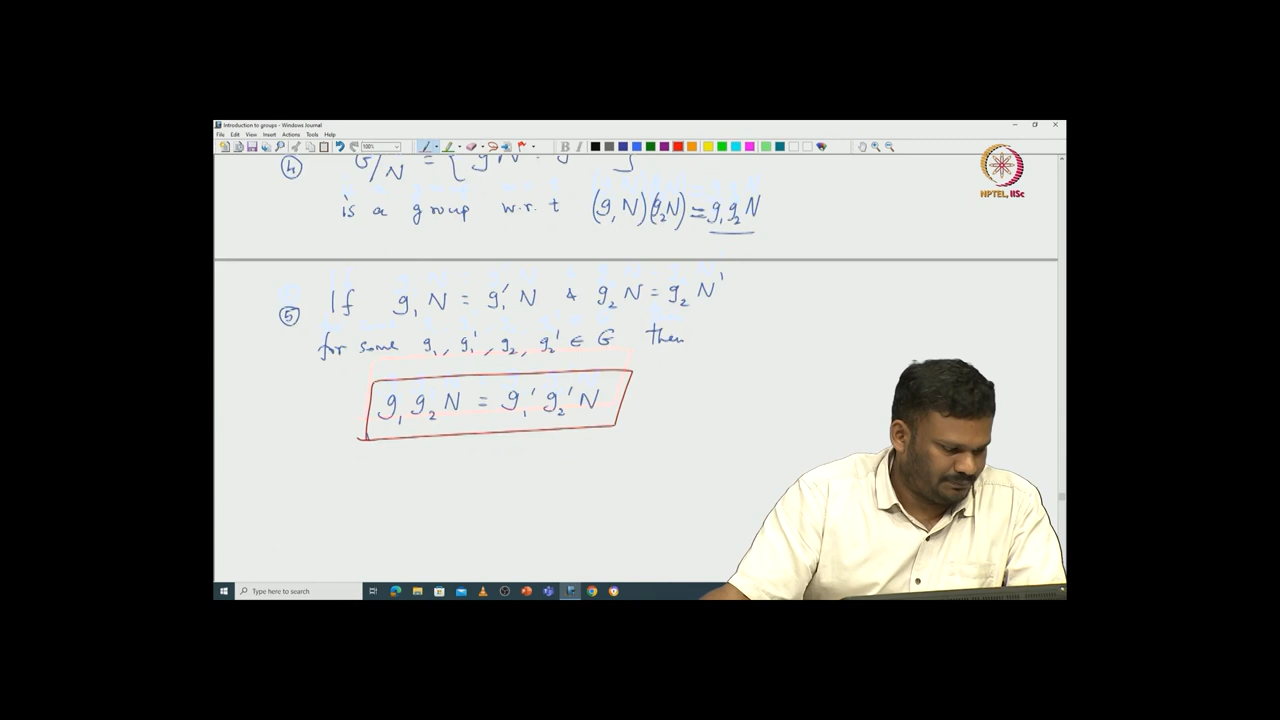 Introduction to groups - Windows Journal
File Edit View Insert Actions Tools Help
100%
B I
NPTEL, IISc
④ G/N = { gN : g }
is a group w.r.t (g₁N)(g₂N) = g₁g₂N
⑤ If g₁N = g₁'N & g₂N = g₂N'
for some g₁, g₁', g₂, g₂' ∈ G then
g₁g₂N = g₁'g₂'N
Type here to search